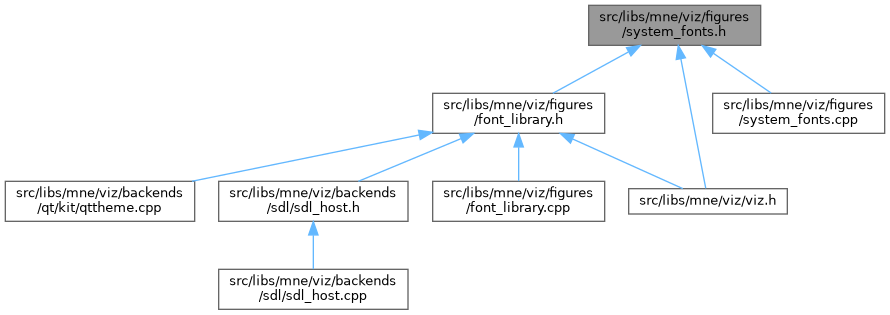 src/libs/mne/viz/figures
/system_fonts.h
src/libs/mne/viz/figures
/font_library.h
src/libs/mne/viz/figures
/system_fonts.cpp
src/libs/mne/viz/backends
/qt/kit/qttheme.cpp
src/libs/mne/viz/backends
/sdl/sdl_host.h
src/libs/mne/viz/figures
/font_library.cpp
src/libs/mne/viz/viz.h
src/libs/mne/viz/backends
/sdl/sdl_host.cpp